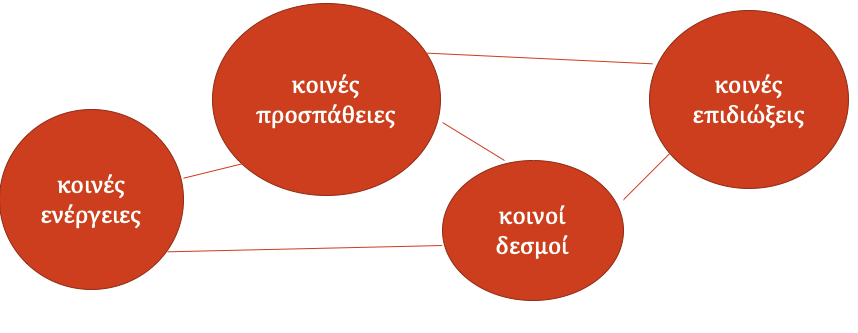 κοινές
προσπάθειες
κοινές
επιδιώξεις
κοινές
ενέργειες
κοινοί
δεσμοί